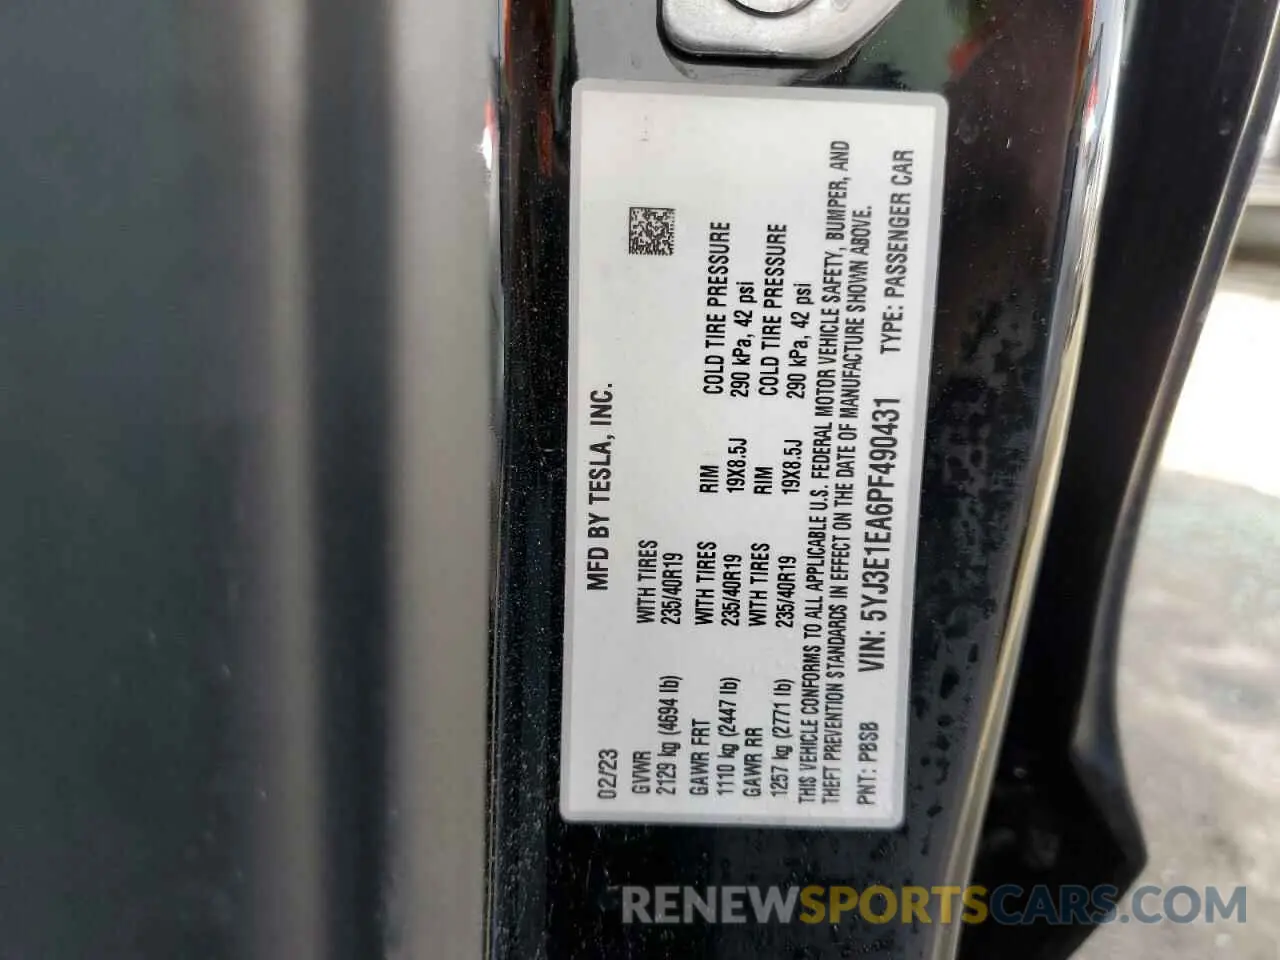 MFD BY TESLA, INC.
02/23
GVWR WITH TIRES
2129 kg (4694 lb) 235/40R19
GAWR FRT WITH TIRES RIM COLD TIRE PRESSURE
1110 kg (2447 lb) 235/40R19 19X8.5J 290 kPa, 42 psi
GAWR RR WITH TIRES RIM COLD TIRE PRESSURE
1257 kg (2771 lb) 235/40R19 19X8.5J 290 kPa, 42 psi
THIS VEHICLE CONFORMS TO ALL APPLICABLE U.S. FEDERAL MOTOR VEHICLE SAFETY, BUMPER, AND
THEFT PREVENTION STANDARDS IN EFFECT ON THE DATE OF MANUFACTURE SHOWN ABOVE.
PNT: PBSB VIN: 5YJ3E1EA6PF490431 TYPE: PASSENGER CAR
RENEWSPORTSCARS.COM